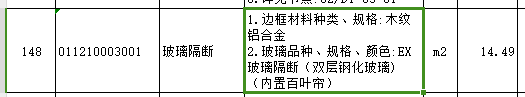 148 011210003001 玻璃隔断 1.边框材料种类、规格:木纹
铝合金
2.玻璃品种、规格、颜色:EX
玻璃隔断（双层钢化玻璃）
（内置百叶帘） m2 14.49